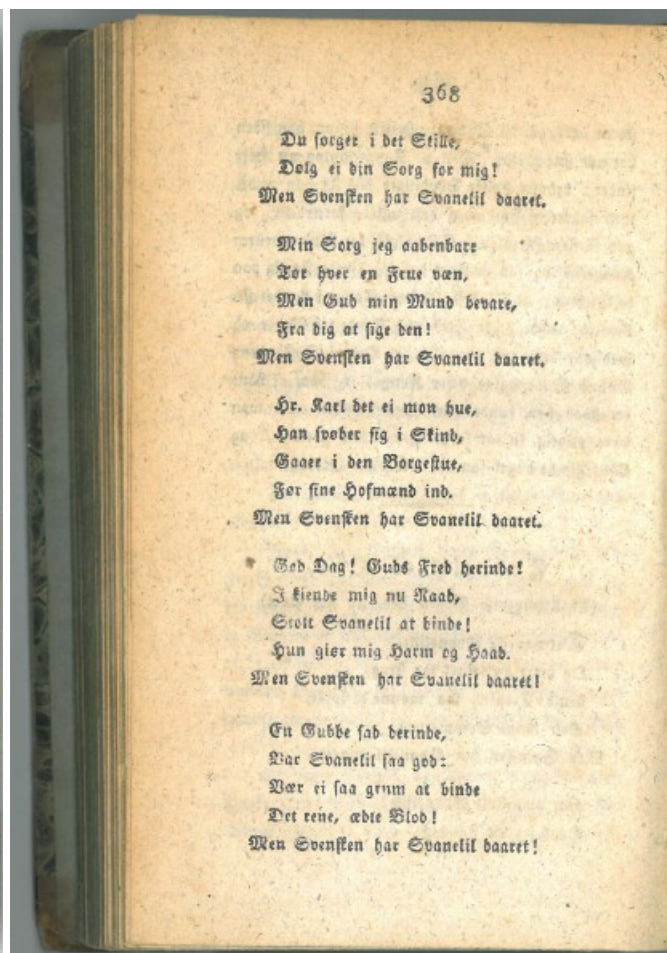 368
Du sorger i det Stille,
Dølg ei din Sorg for mig!
Men Svensken har Svanelil daaret.
Min Sorg jeg aabenbare
Tør hver en Frue væn,
Men Gud min Mund bevare,
Fra dig at sige den!
Men Svensken har Svanelil daaret.
Hr. Karl det ei mon hue,
Han svøber sig i Skind,
Gaaer i den Borgestue,
Før sine Hofmænd ind.
Men Svensken har Svanelil daaret.
God Dag! Guds Fred herinde!
I kiende mig nu Raad,
Stolt Svanelil at binde!
Hun giør mig Harm og Haad.
Men Svensken har Svanelil daaret!
En Gubbe sad derinde,
Var Svanelil saa god:
Vær ei saa grum at binde
Det rene, ædle Blod!
Men Svensken har Svanelil daaret!